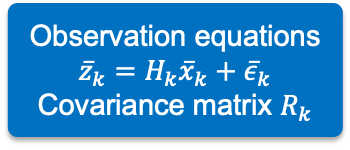 Observation equations
z̄ₖ = Hₖx̄ₖ + ϵ̄ₖ
Covariance matrix Rₖ